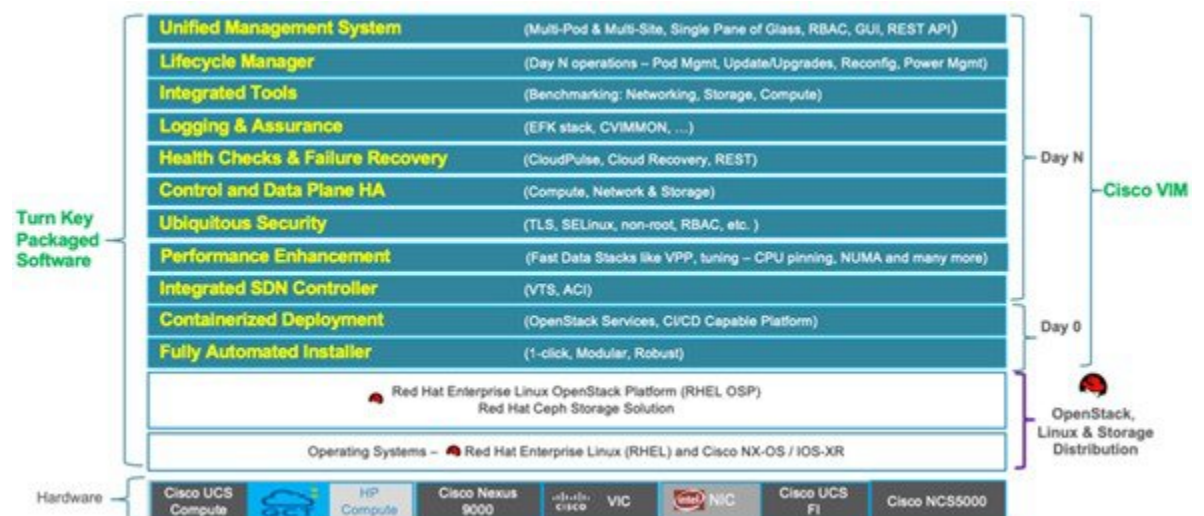 Unified Management System (Multi-Pod & Multi-Site, Single Pane of Glass, RBAC, GUI, REST API)
Lifecycle Manager (Day N operations – Pod Mgmt, Update/Upgrades, Reconfig, Power Mgmt)
Integrated Tools (Benchmarking: Networking, Storage, Compute)
Logging & Assurance (EFK stack, CVIMMON, ...)
Health Checks & Failure Recovery (CloudPulse, Cloud Recovery, REST)
Day N
Control and Data Plane HA (Compute, Network & Storage)
Cisco VIM
Turn Key
Packaged
Software
Ubiquitous Security (TLS, SELinux, non-root, RBAC, etc. )
Performance Enhancement (Fast Data Stacks like VPP, tuning – CPU pinning, NUMA and many more)
Integrated SDN Controller (VTS, ACI)
Containerized Deployment (OpenStack Services, CI/CD Capable Platform)
Day 0
Fully Automated Installer (1-click, Modular, Robust)
Red Hat Enterprise Linux OpenStack Platform (RHEL OSP)
Red Hat Ceph Storage Solution
OpenStack,
Linux & Storage
Distribution
Operating Systems – Red Hat Enterprise Linux (RHEL) and Cisco NX-OS / IOS-XR
Hardware
Cisco UCS
Compute
HP
Compute
Cisco Nexus
9000
cisco VIC
intel NIC
Cisco UCS
FI
Cisco NCS5000